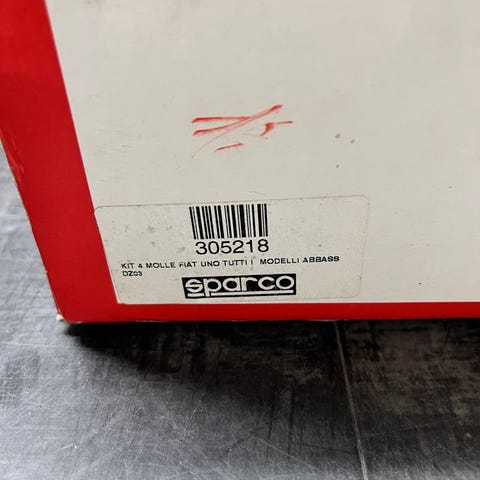 305218
KIT 4 MOLLE FIAT UNO TUTTI I MODELLI ABBASS
DZ03
sparco